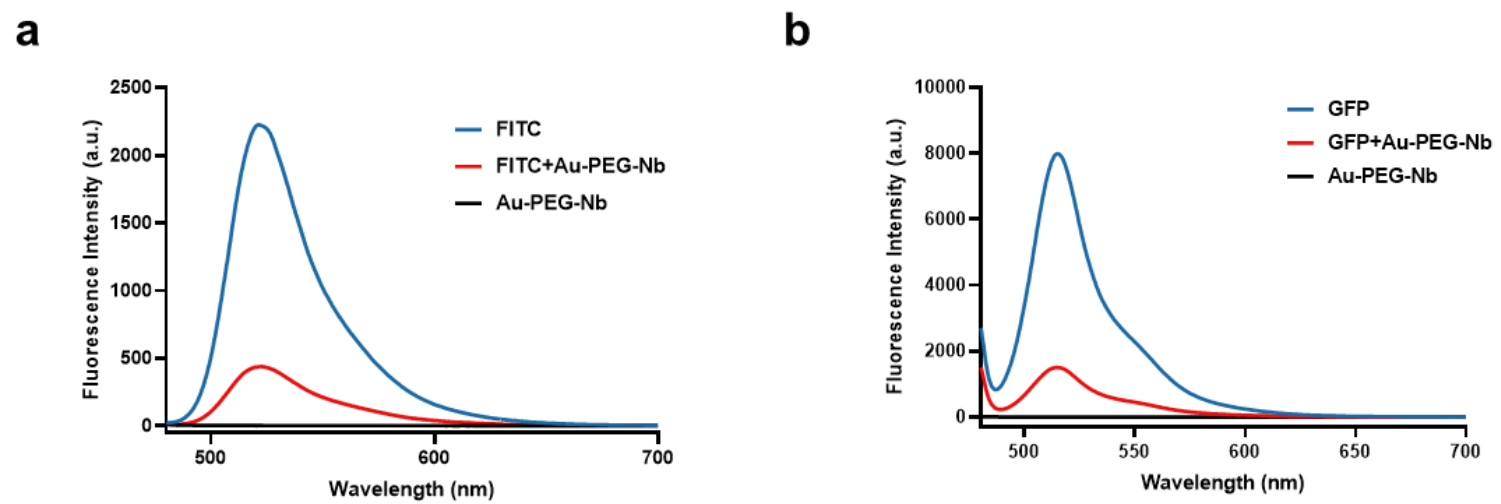 a
b
Fluorescence Intensity (a.u.)
2500
2000
1500
1000
500
0
FITC
FITC+Au-PEG-Nb
Au-PEG-Nb
500
600
700
Wavelength (nm)
Fluorescence Intensity (a.u.)
10000
8000
6000
4000
2000
0
GFP
GFP+Au-PEG-Nb
Au-PEG-Nb
500
550
600
650
700
Wavelength (nm)